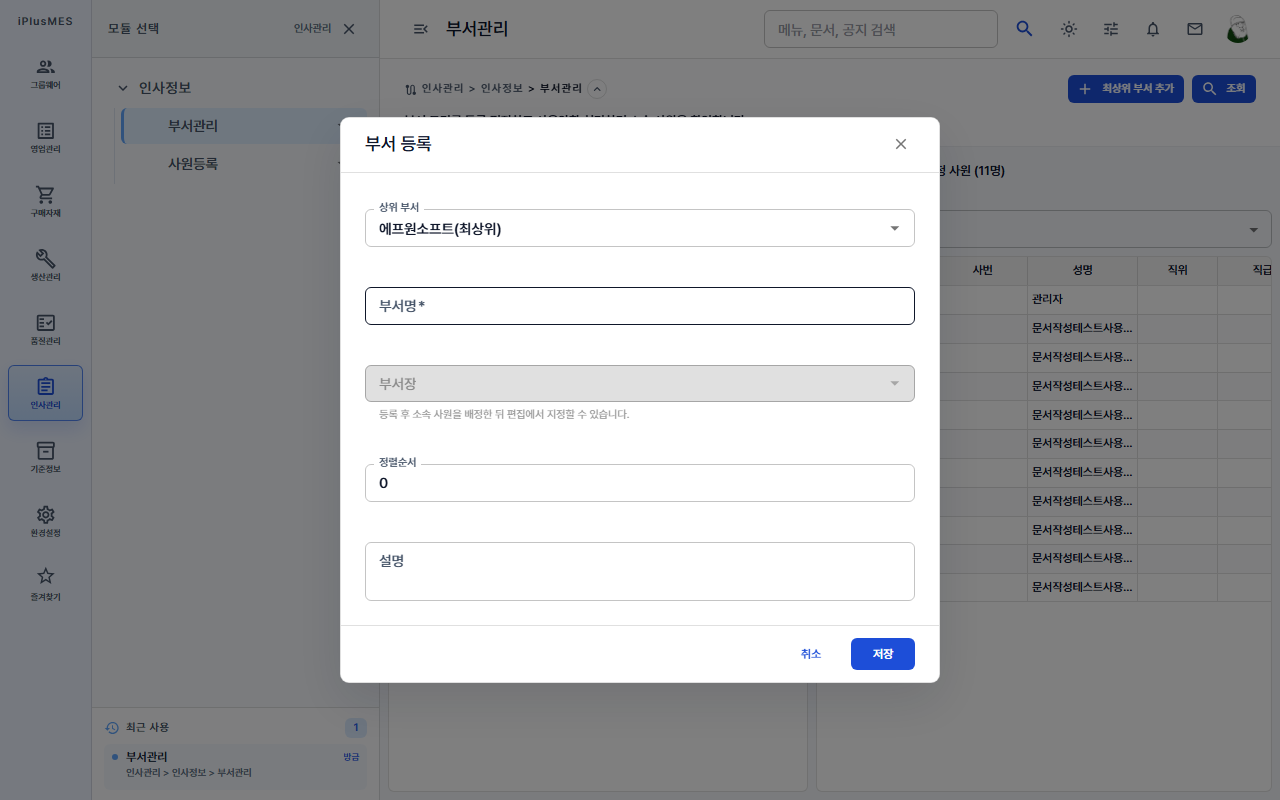 iPlusMES
그룹웨어
영업관리
구매자재
생산관리
품질관리
인사관리
기준정보
환경설정
즐겨찾기
모듈 선택
인사관리
인사정보
부서관리
사원등록
최근 사용
1
부서관리
방금
인사관리 > 인사정보 > 부서관리
부서관리
메뉴, 문서, 공지 검색
인사관리 > 인사정보 > 부서관리
최상위 부서 추가
조회
정 사원 (11명)
사번
성명
직위
직급
관리자
문서작성테스트사용...
문서작성테스트사용...
문서작성테스트사용...
문서작성테스트사용...
문서작성테스트사용...
문서작성테스트사용...
문서작성테스트사용...
문서작성테스트사용...
문서작성테스트사용...
문서작성테스트사용...
부서 등록
상위 부서
에프원소프트(최상위)
부서명 *
부서장
등록 후 소속 사원을 배정한 뒤 편집에서 지정할 수 있습니다.
정렬순서
0
설명
취소
저장